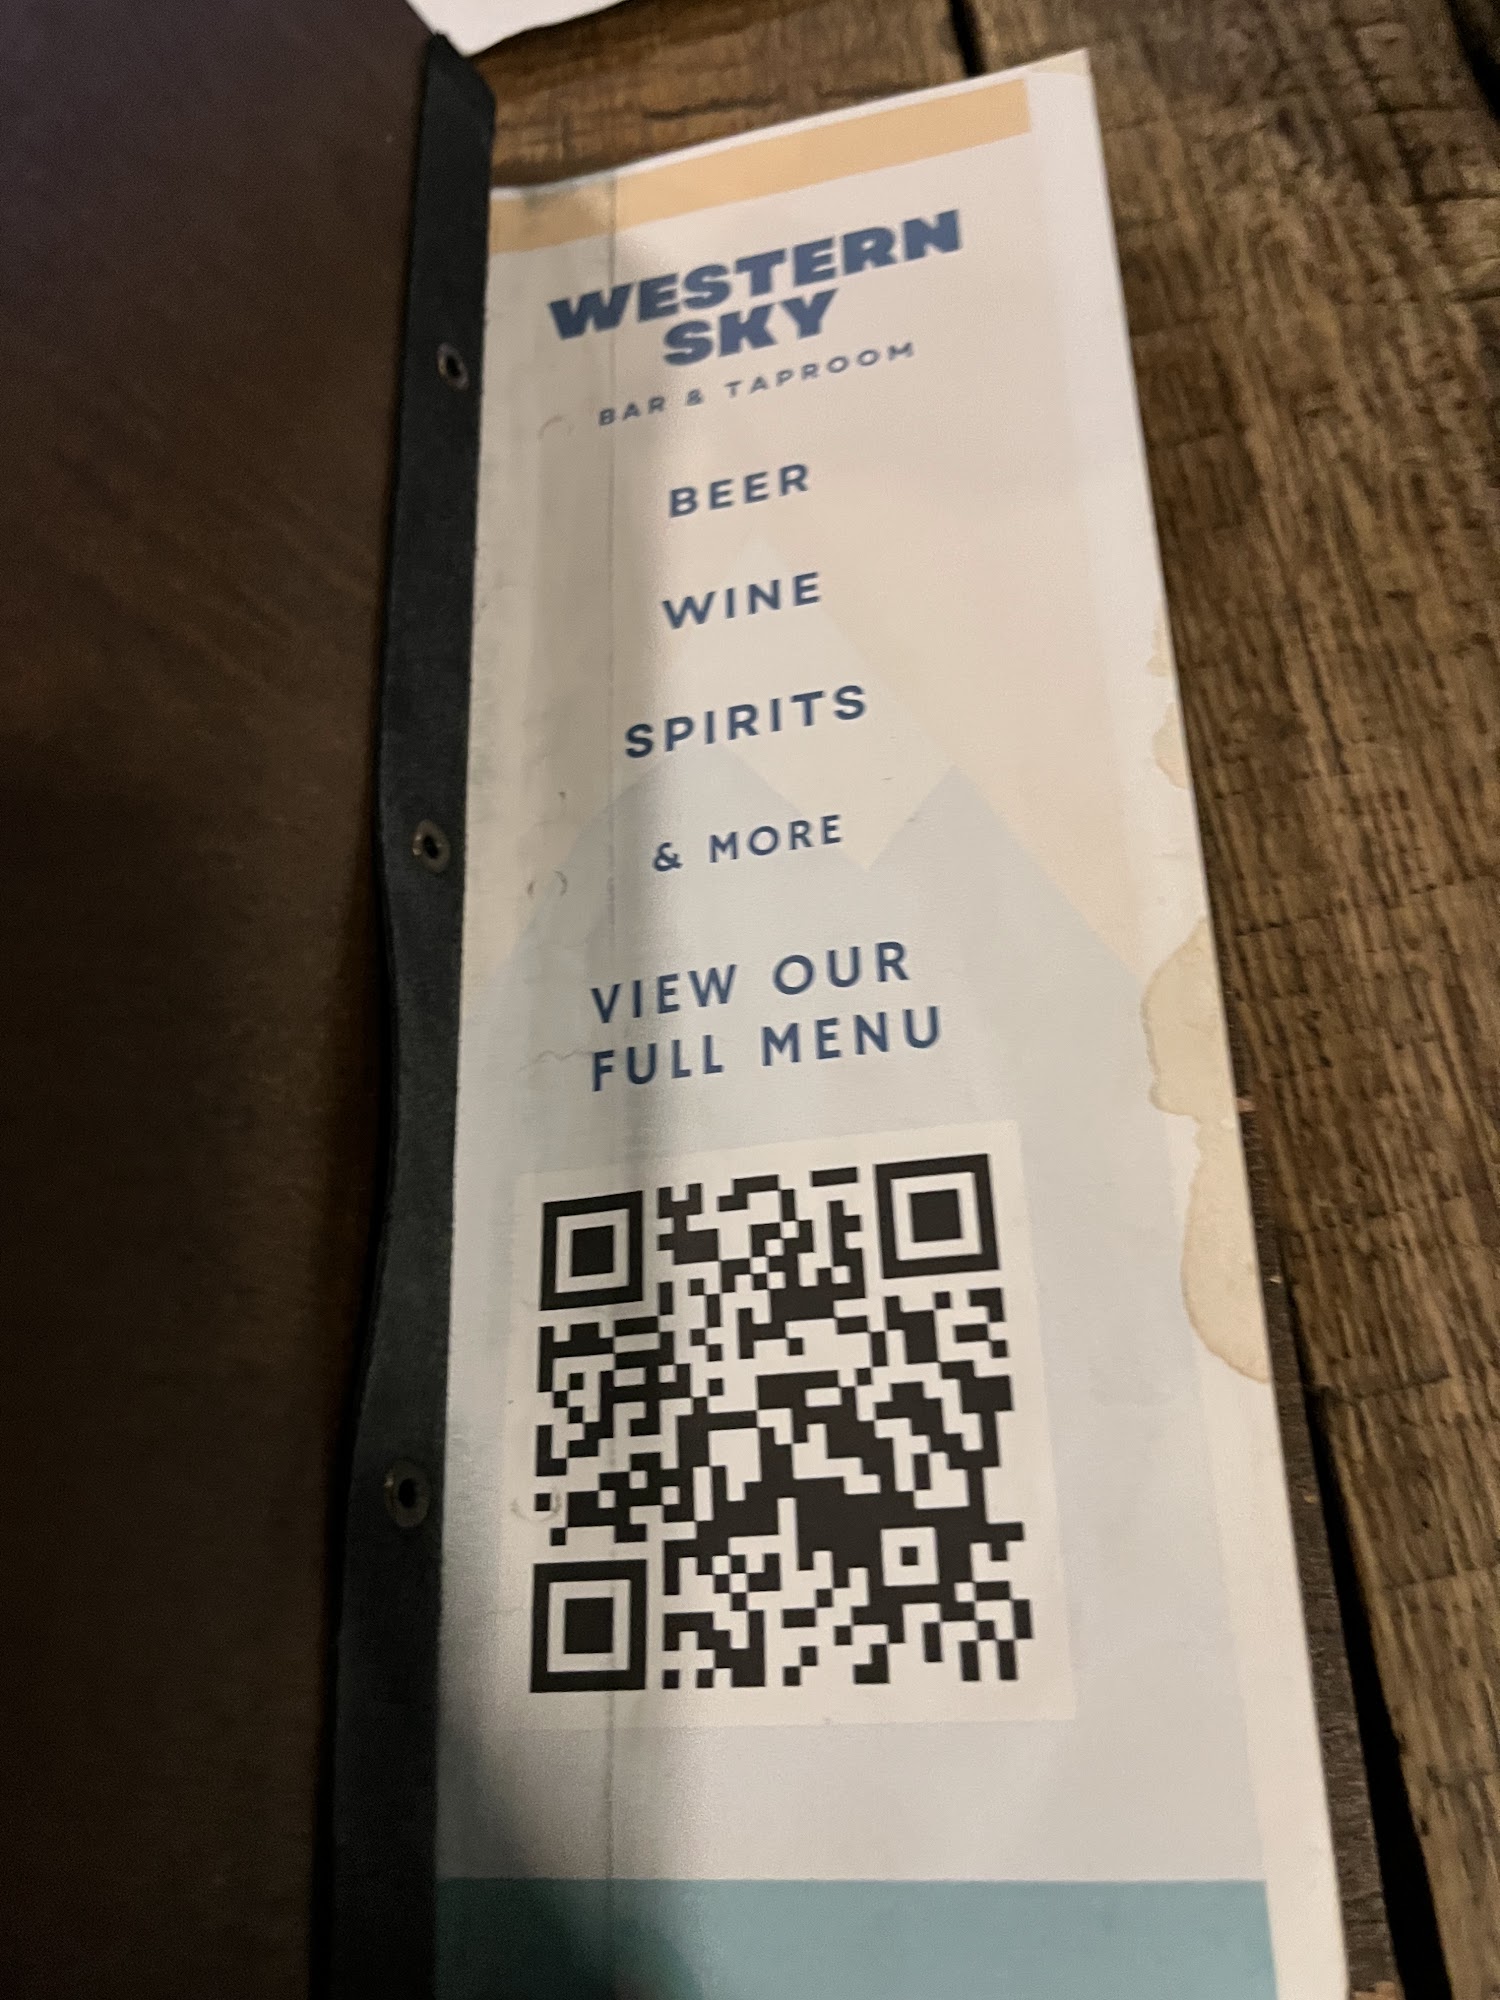 WESTERN
SKY
BAR & TAPROOM
BEER
WINE
SPIRITS
& MORE
VIEW OUR
FULL MENU